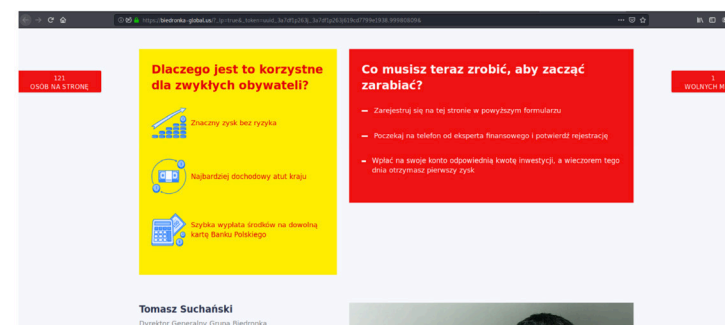 https://biedronka-global.us/?_lp=true&_token=uuid_
121
OSÓB NA STRONĘ
Dlaczego jest to korzystne
dla zwykłych obywateli?
Znaczny zysk bez ryzyka
Najbardziej dochodowy atut kraju
Szybka wypłata środków na dowolną
kartę Banku Polskiego
Co musisz teraz zrobić, aby zacząć
zarabiać?
Zarejestruj się na tej stronie w powyższym formularzu
Poczekaj na telefon od eksperta finansowego i potwierdź rejestrację
Wpłać na swoje konto odpowiednią kwotę inwestycji, a wieczorem tego
dnia otrzymasz pierwszy zysk
1
WOLNYCH M
Tomasz Suchański
Dyrektor Generalny Grupa Biedronka